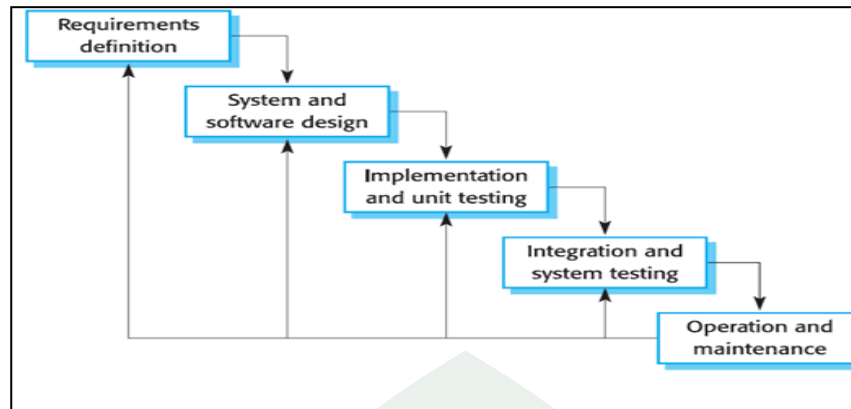 Requirements
definition
System and
software design
Implementation
and unit testing
Integration and
system testing
Operation and
maintenance